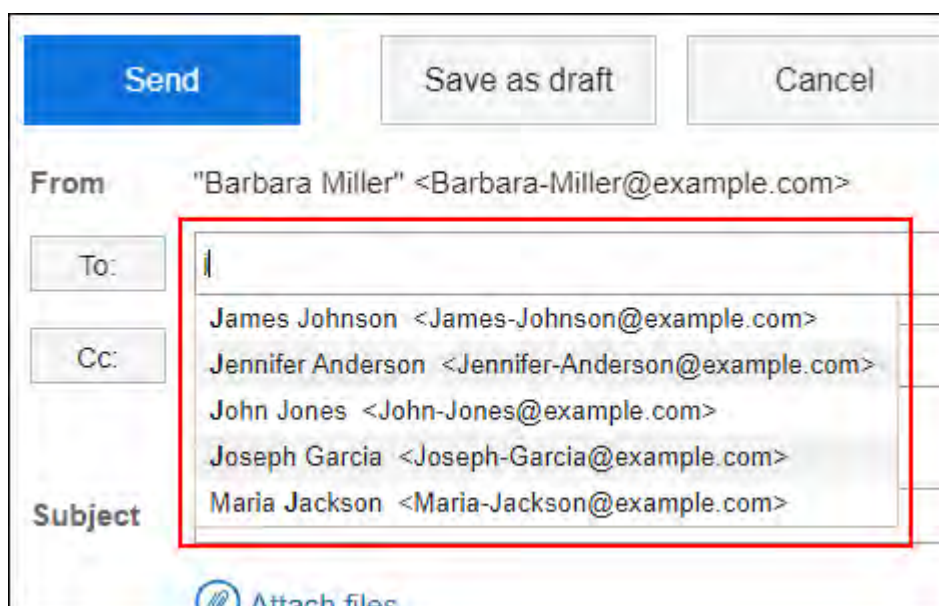 Send Save as draft Cancel
From "Barbara Miller" <Barbara-Miller@example.com>
To: j
James Johnson <James-Johnson@example.com>
Jennifer Anderson <Jennifer-Anderson@example.com>
Cc:
John Jones <John-Jones@example.com>
Joseph Garcia <Joseph-Garcia@example.com>
Maria Jackson <Maria-Jackson@example.com>
Subject
Attach files